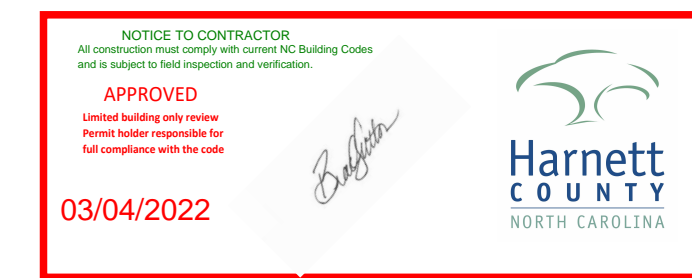 NOTICE TO CONTRACTOR
All construction must comply with current NC Building Codes
and is subject to field inspection and verification.
APPROVED
Limited building only review
Permit holder responsible for
full compliance with the code
03/04/2022
Harnett
COUNTY
NORTH CAROLINA